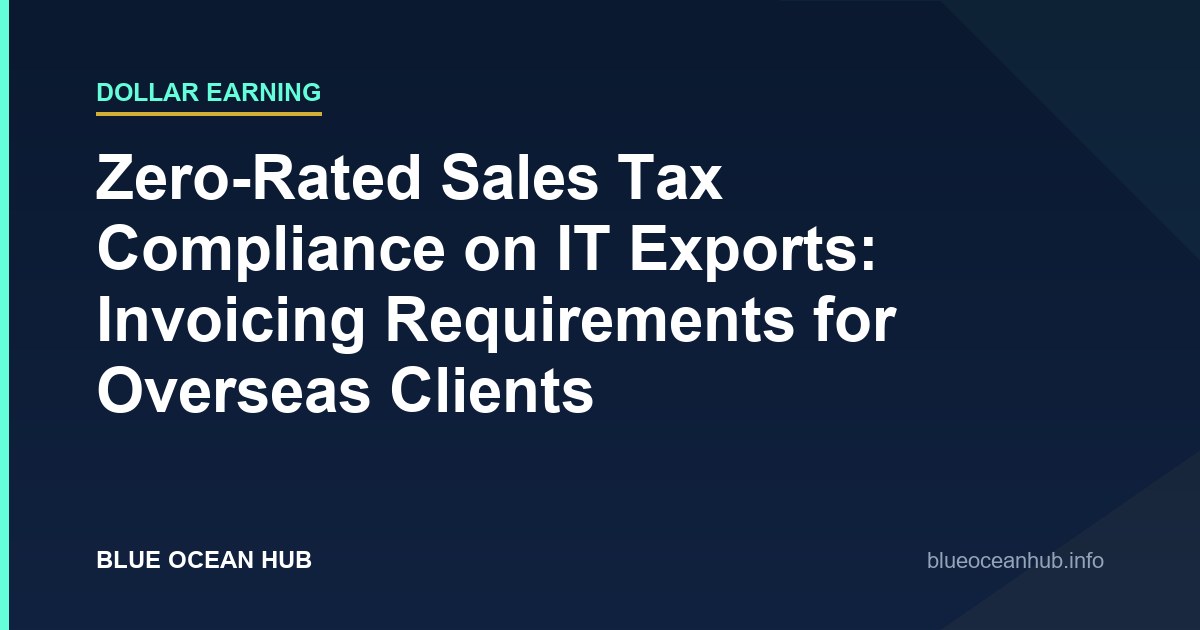 DOLLAR EARNING
Zero-Rated Sales Tax
Compliance on IT Exports:
Invoicing Requirements for
Overseas Clients
BLUE OCEAN HUB
blueoceanhub.info